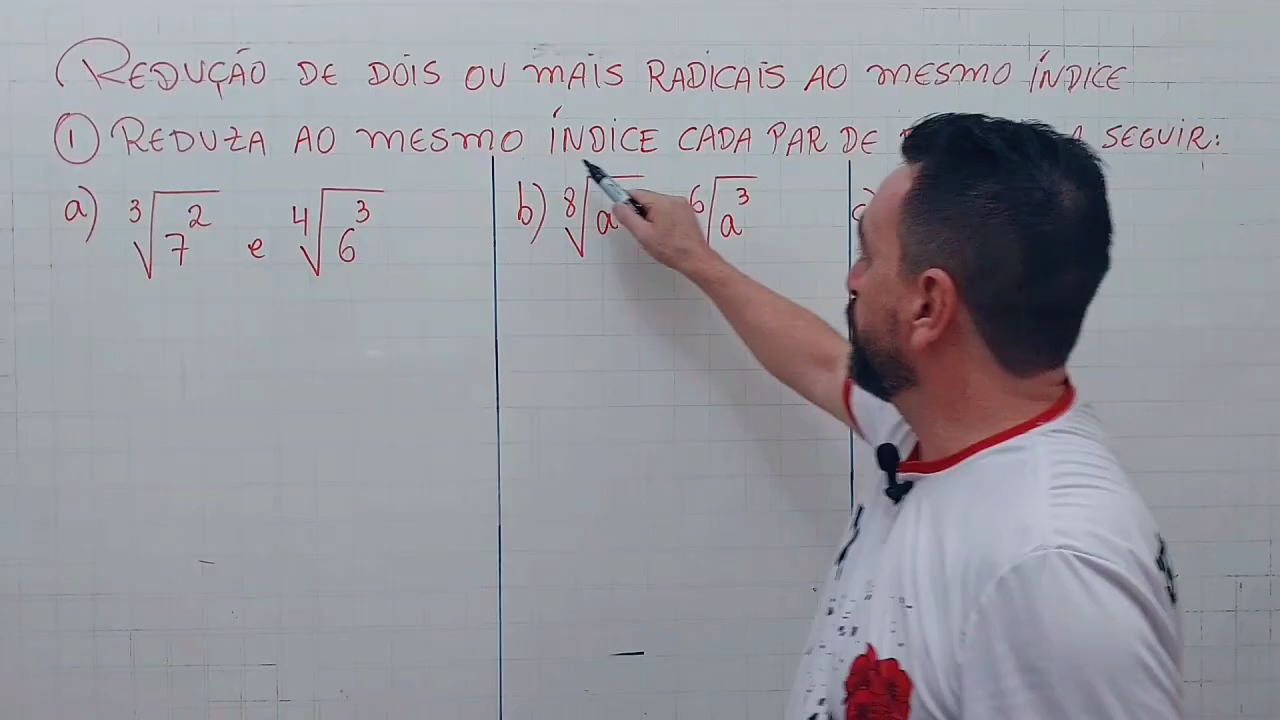 REDUÇÃO DE DOIS OU MAIS RADICAIS AO MESMO ÍNDICE
① REDUZA AO MESMO ÍNDICE CADA PAR DE A SEGUIR:
a) ∛7² e ∜6³ b) ⁸√a ⁶√a³ c)